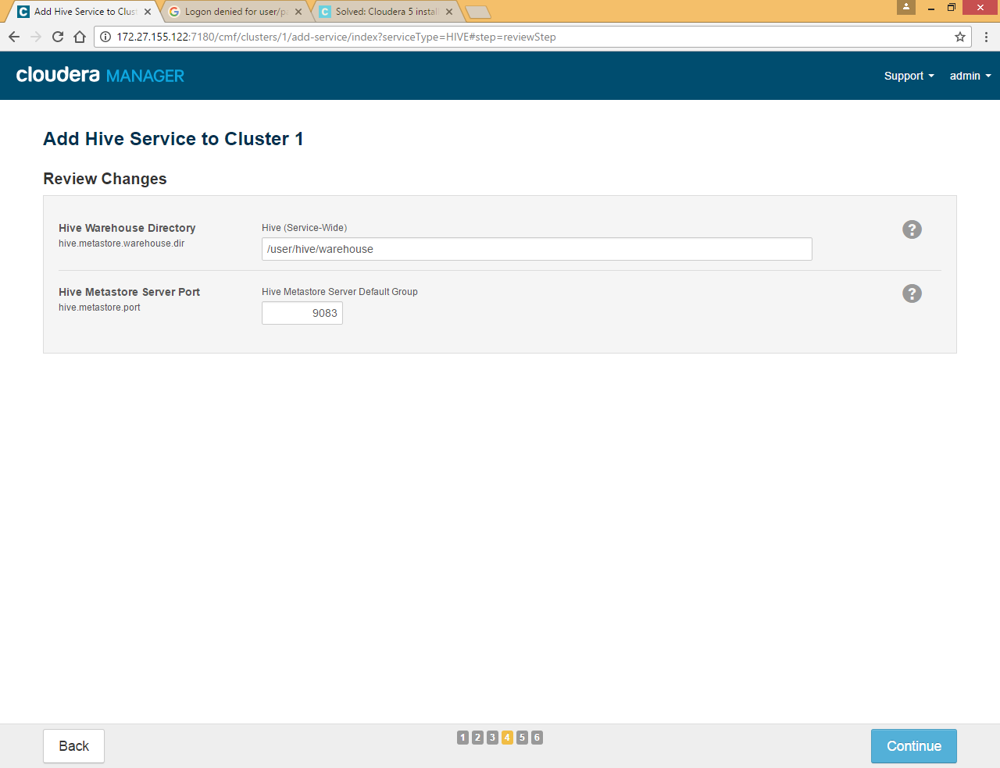 Add Hive Service to Clust
Logon denied for user/pa
Solved: Cloudera 5 instal
172.27.155.122:7180/cmf/clusters/1/add-service/index?serviceType=HIVE#step=reviewStep
cloudera MANAGER
Support
admin
Add Hive Service to Cluster 1
Review Changes
Hive Warehouse Directory
hive.metastore.warehouse.dir
Hive (Service-Wide)
/user/hive/warehouse
?
Hive Metastore Server Port
hive.metastore.port
Hive Metastore Server Default Group
9083
?
Back
1 2 3 4 5 6
Continue